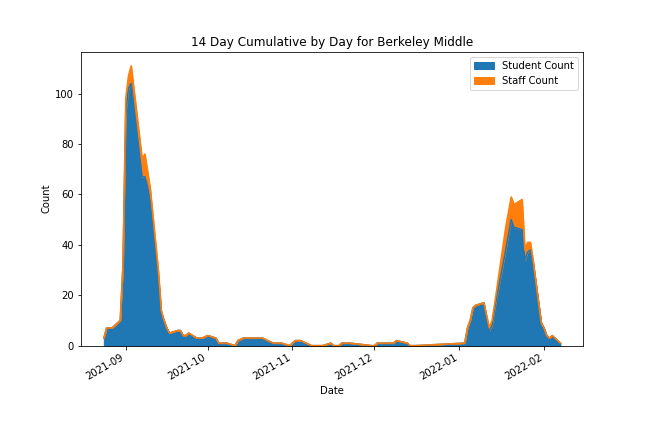 14 Day Cumulative by Day for Berkeley Middle
Student Count
Staff Count
100
80
60
40
20
0
Count
2021-09
2021-10
2021-11
2021-12
2022-01
2022-02
Date